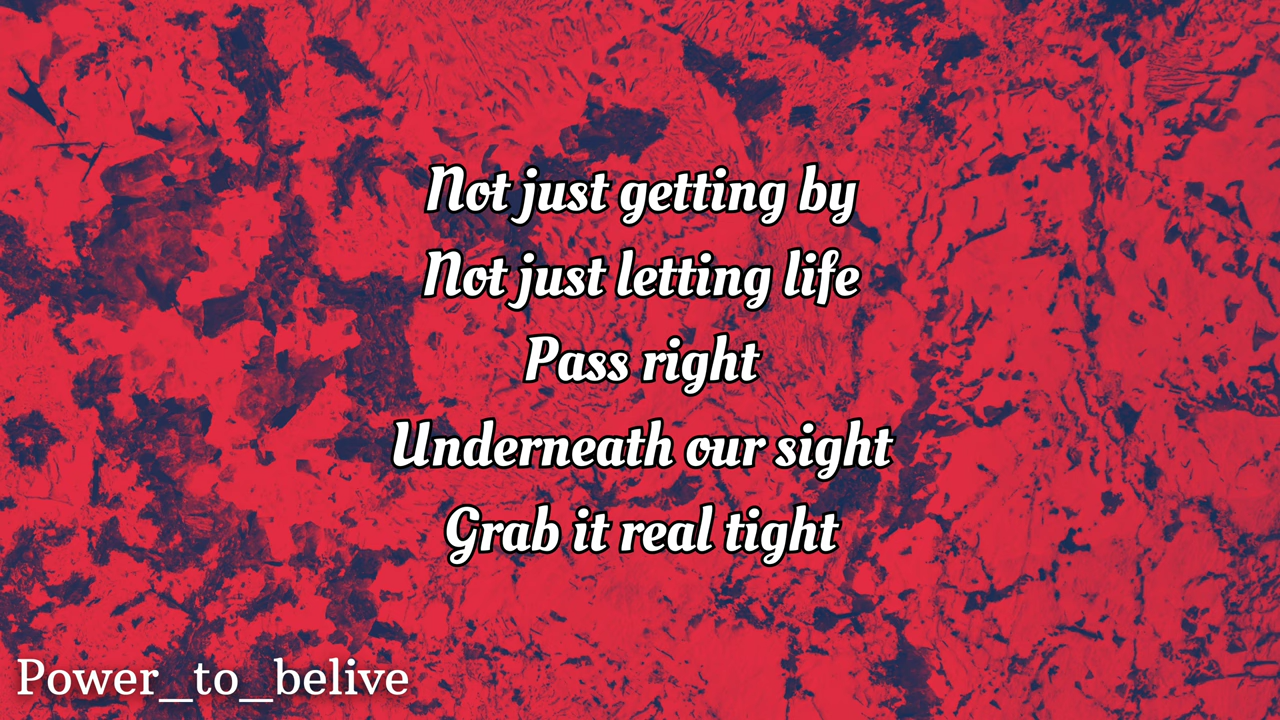 Not just getting by
Not just letting life
Pass right
Underneath our sight
Grab it real tight
Power_to_belive